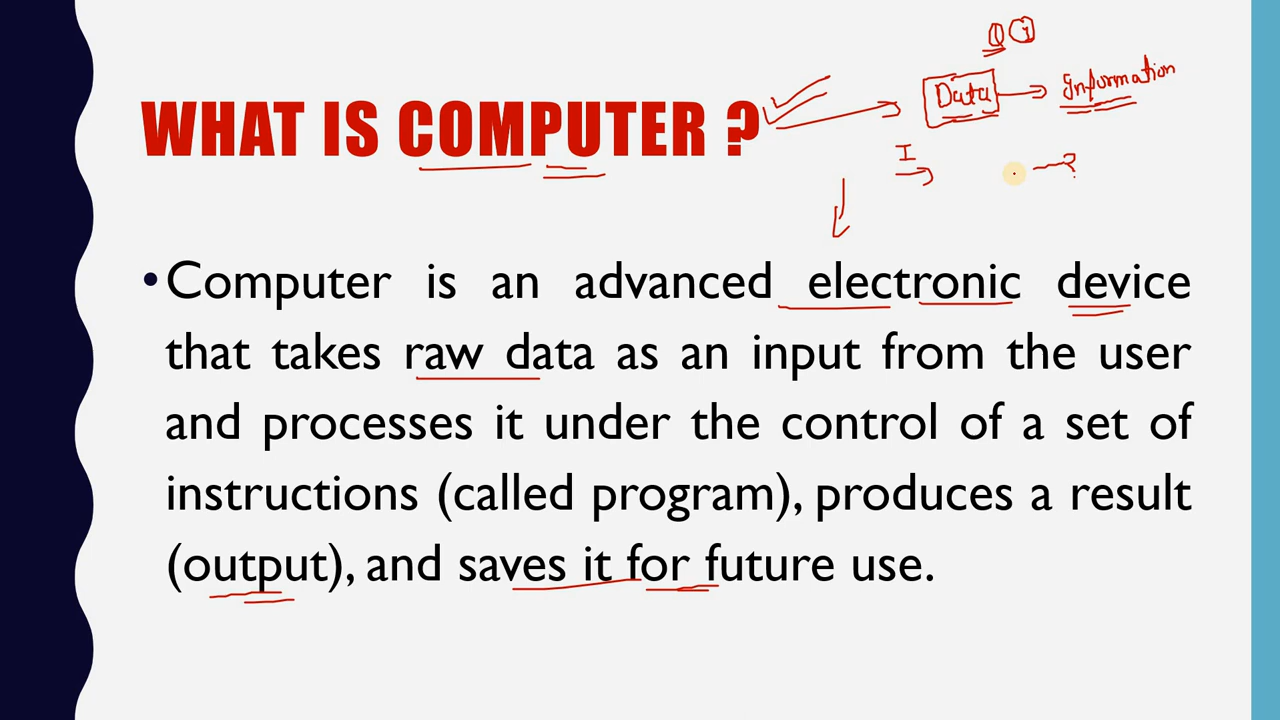 WHAT IS COMPUTER ?
Data
Information
I
?
• Computer is an advanced electronic device
that takes raw data as an input from the user
and processes it under the control of a set of
instructions (called program), produces a result
(output), and saves it for future use.